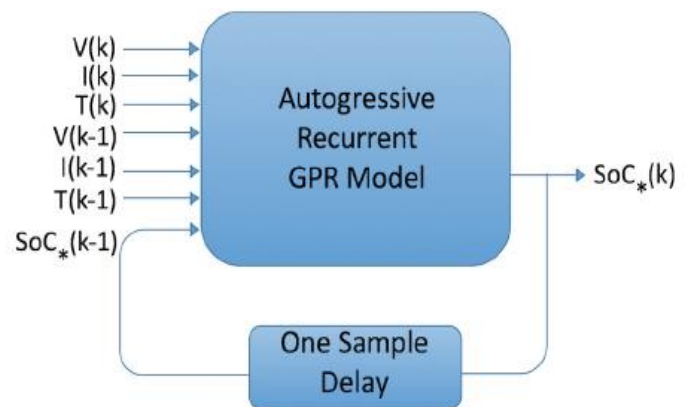 V(k)
I(k)
T(k)
V(k-1)
I(k-1)
T(k-1)
SoC*(k-1)
Autogressive
Recurrent
GPR Model
SoC*(k)
One Sample
Delay